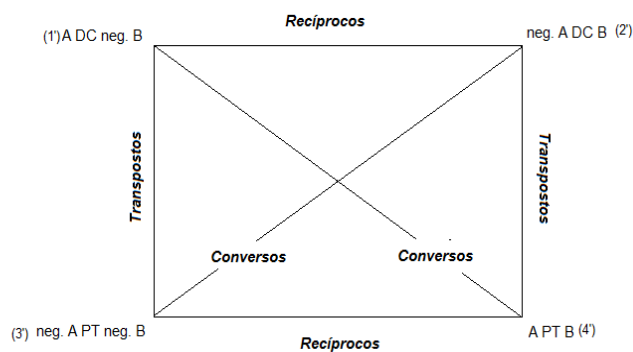 Recíprocos
(1') A DC neg. B
neg. A DC B (2')
Transpostos
Transpostos
Conversos
Conversos
(3') neg. A PT neg. B
A PT B (4')
Recíprocos